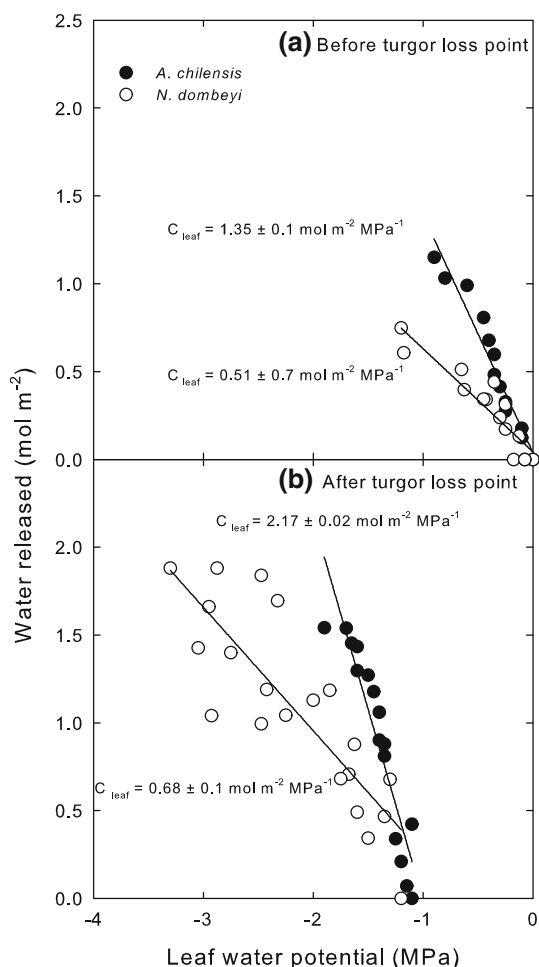 (a) Before turgor loss point
A. chilensis
N. dombeyi
2.5
2.0
1.5
1.0
0.5
0.0
C leaf = 1.35 ± 0.1 mol m-2 MPa-1
C leaf = 0.51 ± 0.7 mol m-2 MPa-1
Water released (mol m-2)
(b) After turgor loss point
C leaf = 2.17 ± 0.02 mol m-2 MPa-1
2.0
1.5
1.0
0.5
0.0
C leaf = 0.68 ± 0.1 mol m-2 MPa-1
-4 -3 -2 -1 0
Leaf water potential (MPa)